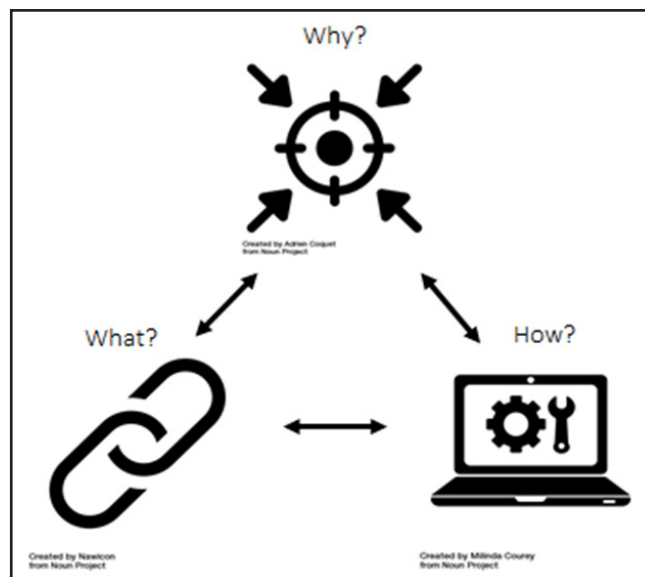 Why?
Created by Adrien Coquet
from Noun Project
What?
How?
Created by Nawicon
from Noun Project
Created by Milinda Courey
from Noun Project